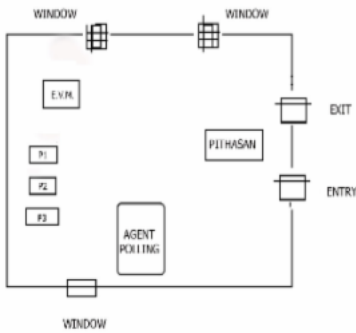 WINDOW
WINDOW
E.V.M.
EXIT
P1
PITHASAN
P2
ENTRY
P3
AGENT
POLLING
WINDOW